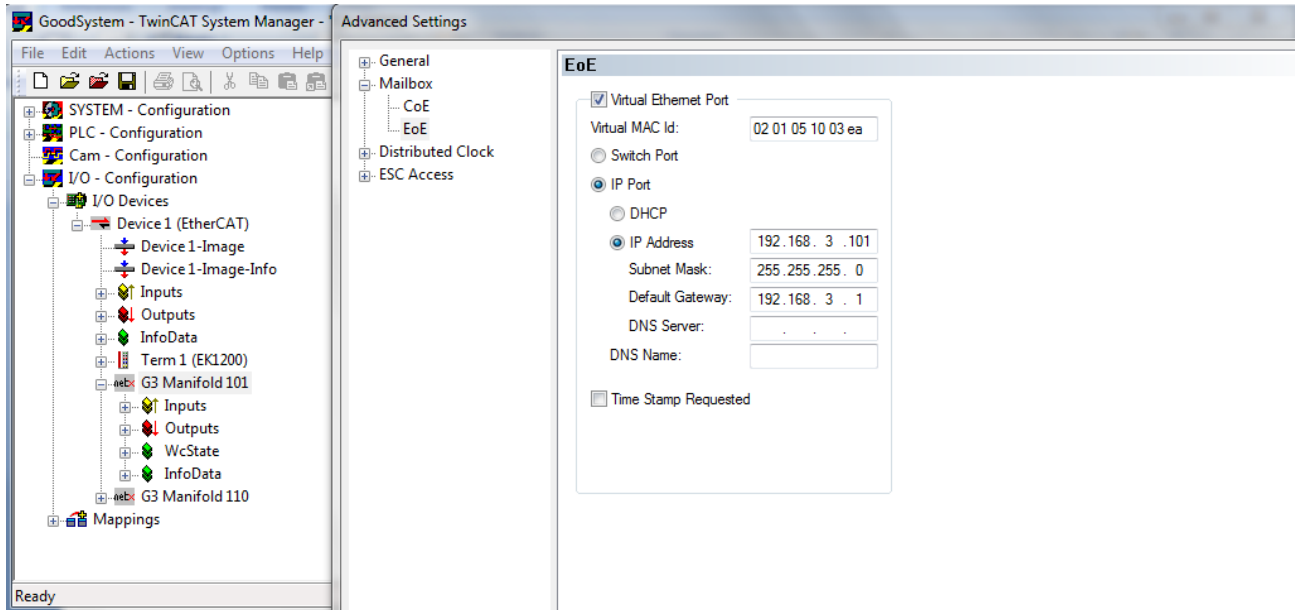 GoodSystem - TwinCAT System Manager - '
File Edit Actions View Options Help
SYSTEM - Configuration
PLC - Configuration
Cam - Configuration
I/O - Configuration
I/O Devices
Device 1 (EtherCAT)
Device 1-Image
Device 1-Image-Info
Inputs
Outputs
InfoData
Term 1 (EK1200)
G3 Manifold 101
Inputs
Outputs
WcState
InfoData
G3 Manifold 110
Mappings
Ready
Advanced Settings
General
Mailbox
CoE
EoE
Distributed Clock
ESC Access
EoE
Virtual Ethernet Port
Virtual MAC Id: 02 01 05 10 03 ea
Switch Port
IP Port
DHCP
IP Address 192.168. 3 .101
Subnet Mask: 255.255.255. 0
Default Gateway: 192.168. 3 . 1
DNS Server: . . .
DNS Name:
Time Stamp Requested